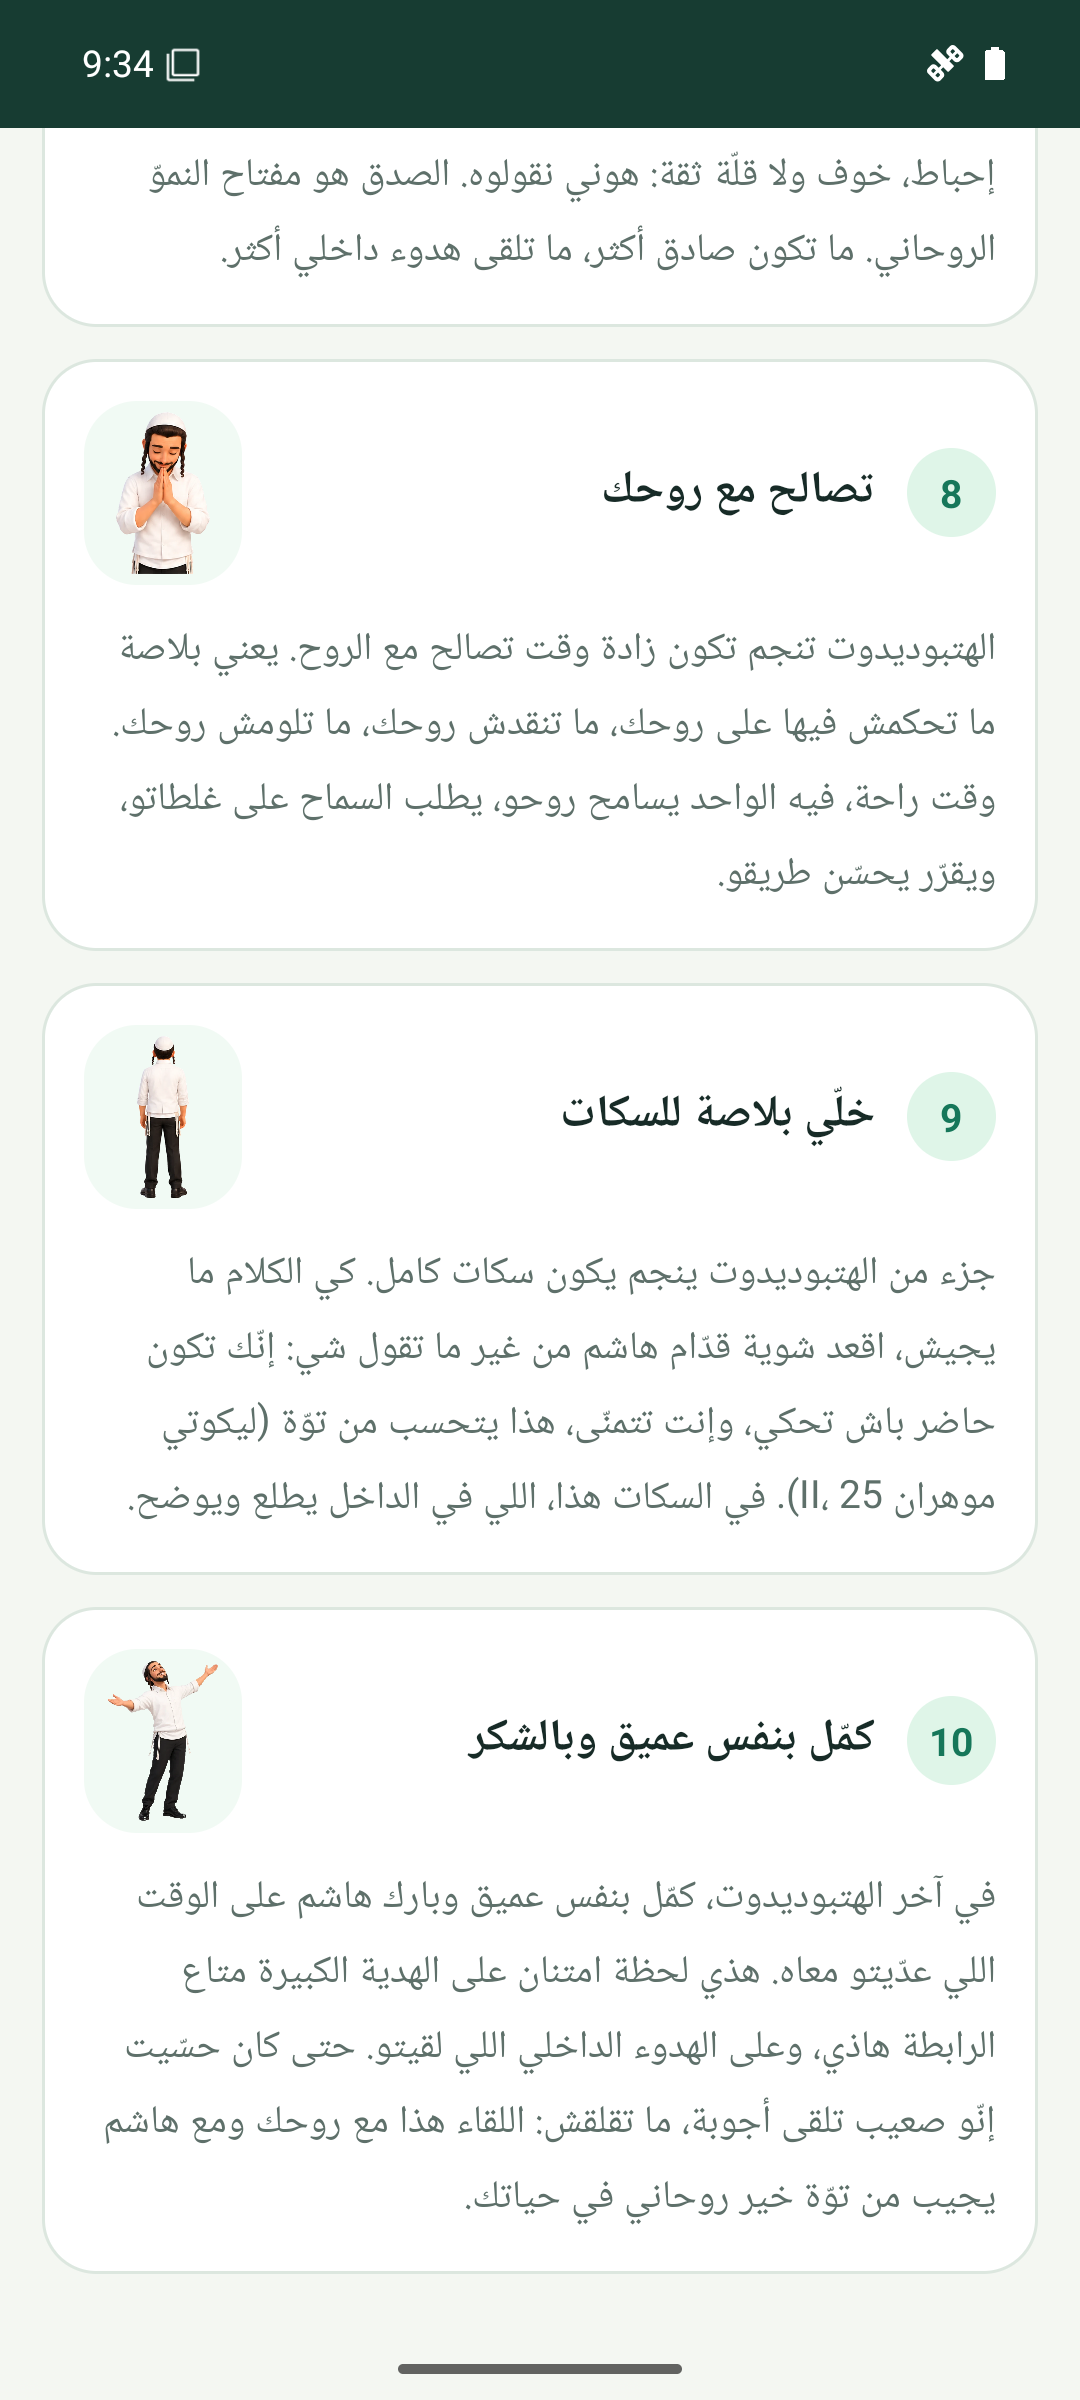 9:34
إحباط، خوف ولا قلّة ثقة: هوني نقولوه. الصدق هو مفتاح النموّ
الروحاني. ما تكون صادق أكثر، ما تلقى هدوء داخلي أكثر.
8
تصالح مع روحك
الهتبوديدوت تنجم تكون زادة وقت تصالح مع الروح. يعني بلاصة
ما تحكمش فيها على روحك، ما تنقدش روحك، ما تلومش روحك.
وقت راحة، فيه الواحد يسامح روحو، يطلب السماح على غلطاتو،
ويقرّر يحسّن طريقو.
9
خلّي بلاصة للسكات
جزء من الهتبوديدوت ينجم يكون سكات كامل. كي الكلام ما
يجيش، اقعد شوية قدّام هاشم من غير ما تقول شي: إنّك تكون
حاضر باش تحكي، وإنت تتمنّى، هذا يتحسب من توّة (ليكوتي
موهران II، 25). في السكات هذا، اللي في الداخل يطلع ويوضح.
10
كمّل بنفس عميق وبالشكر
في آخر الهتبوديدوت، كمّل بنفس عميق وبارك هاشم على الوقت
اللي عدّيتو معاه. هذي لحظة امتنان على الهدية الكبيرة متاع
الرابطة هاذي، وعلى الهدوء الداخلي اللي لقيتو. حتى كان حسّيت
إنّو صعيب تلقى أجوبة، ما تقلقش: اللقاء هذا مع روحك ومع هاشم
يجيب من توّة خير روحاني في حياتك.